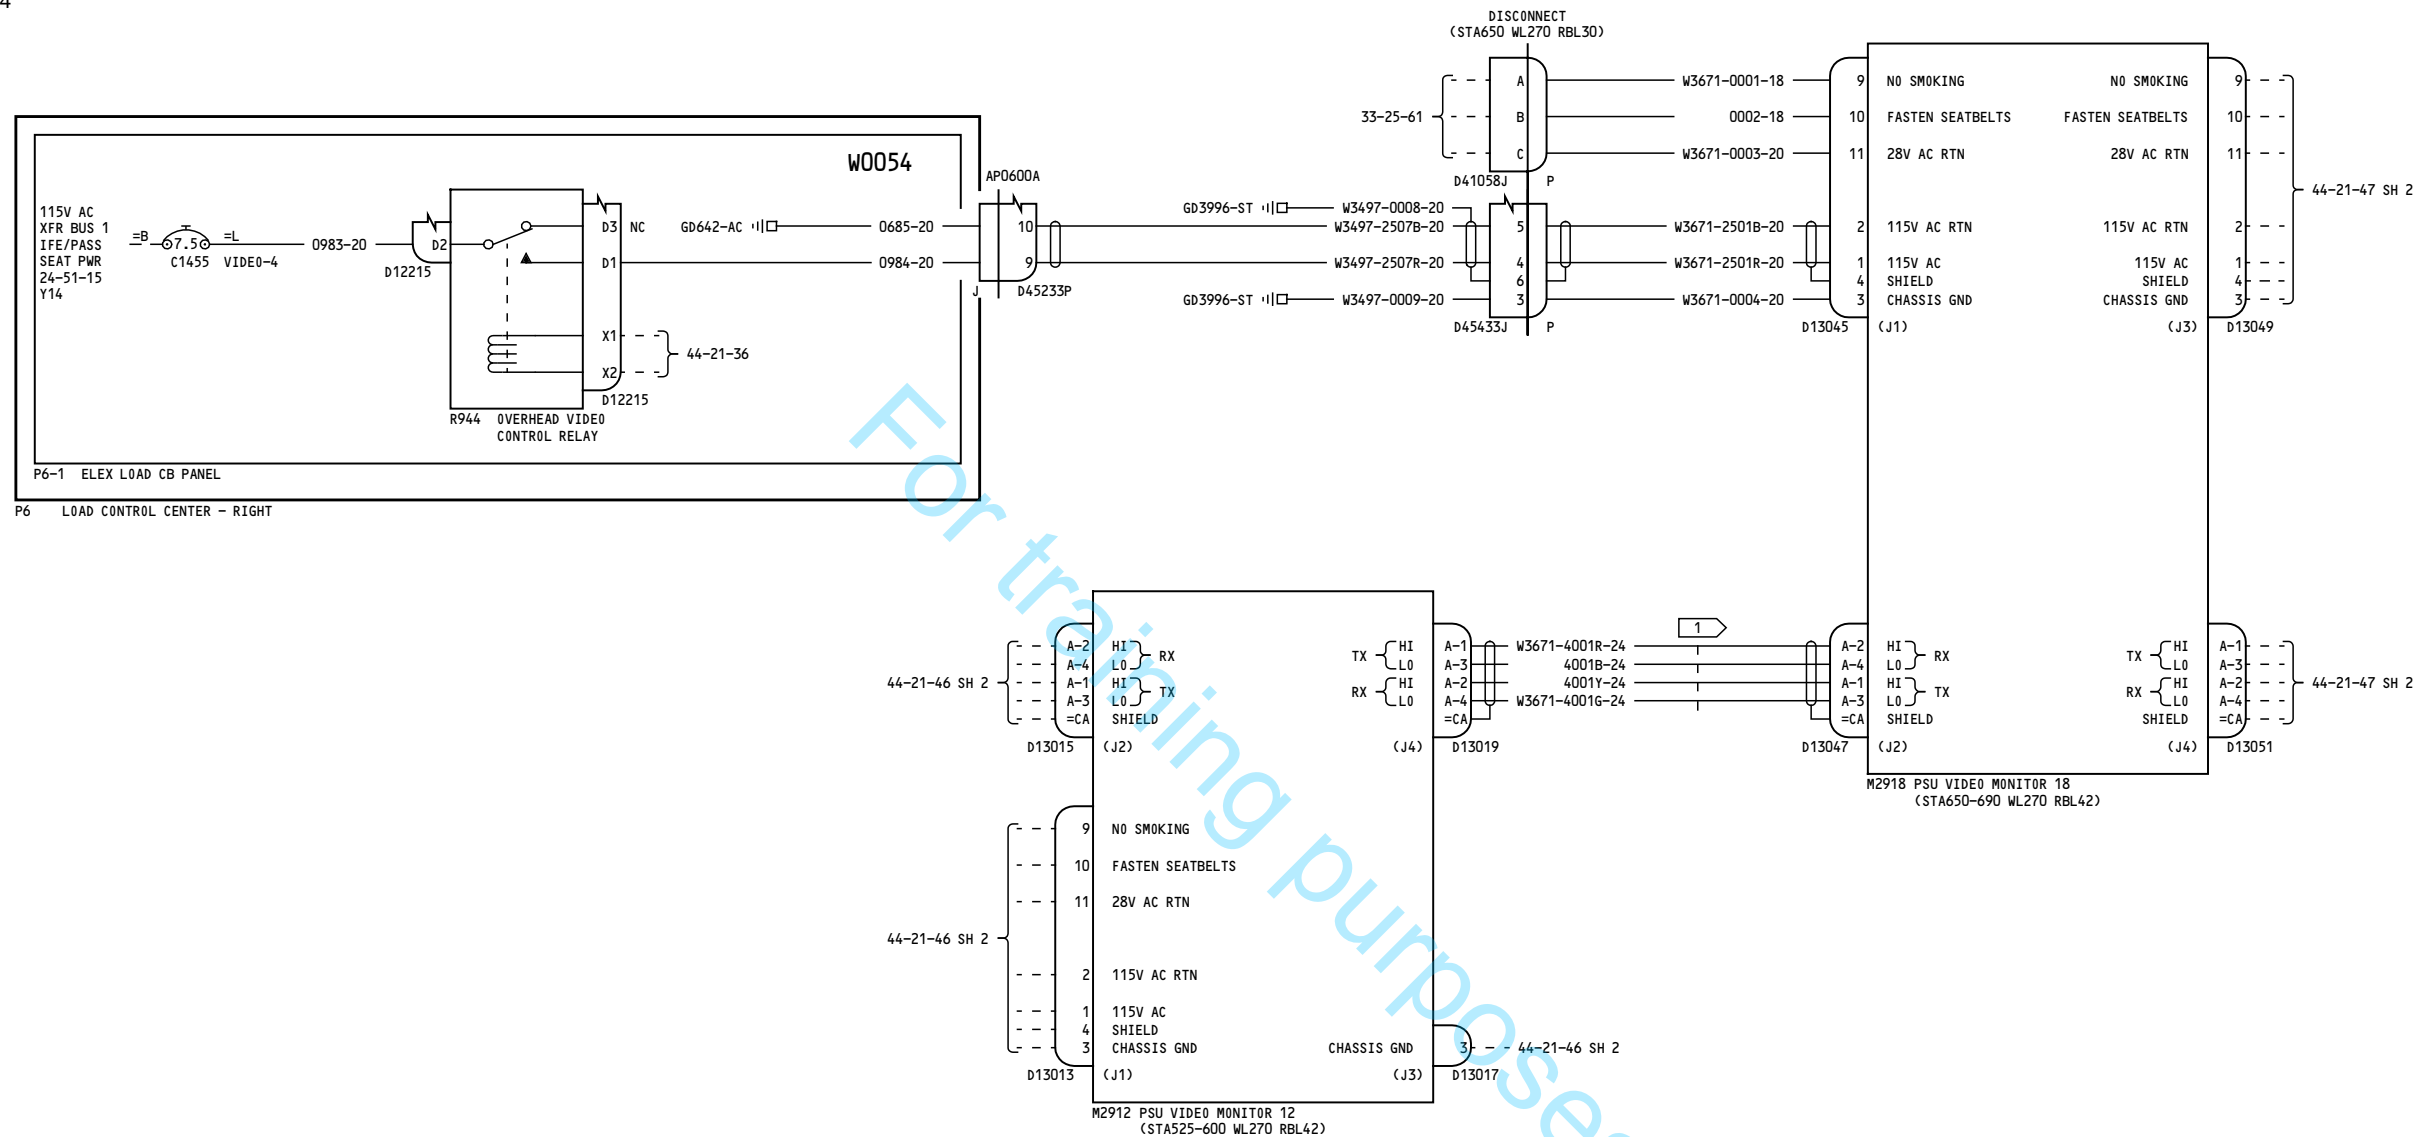 4
DISCONNECT
(STA650 WL270 RBL30)
33-25-61
A
B
C
D41058J
P
W3671-0001-18
0002-18
W3671-0003-20
9 NO SMOKING
10 FASTEN SEATBELTS
11 28V AC RTN
NO SMOKING 9
FASTEN SEATBELTS 10
28V AC RTN 11
44-21-47 SH 2
W0054
AP0600A
115V AC
XFR BUS 1
IFE/PASS
SEAT PWR
24-51-15
Y14
=B
7.5
=L
C1455 VIDEO-4
0983-20
D2
D12215
D3 NC
D1
X1
X2
D12215
44-21-36
R944 OVERHEAD VIDEO
CONTROL RELAY
GD642-AC
0685-20
0984-20
10
9
J
D45233P
P6-1 ELEX LOAD CB PANEL
P6 LOAD CONTROL CENTER - RIGHT
GD3996-ST W3497-0008-20
W3497-2507B-20
W3497-2507R-20
GD3996-ST W3497-0009-20
5
4
6
3
D45433J
P
W3671-2501B-20
W3671-2501R-20
W3671-0004-20
2 115V AC RTN
1 115V AC
4 SHIELD
3 CHASSIS GND
D13045 (J1)
115V AC RTN 2
115V AC 1
SHIELD 4
CHASSIS GND 3
(J3) D13049
44-21-46 SH 2
A-2 HI
A-4 LO
RX
A-1 HI
A-3 LO
TX
=CA SHIELD
D13015 (J2)
TX
HI A-1
LO A-3
RX
HI A-2
LO A-4
=CA
(J4) D13019
1
W3671-4001R-24
4001B-24
4001Y-24
W3671-4001G-24
A-2 HI
A-4 LO
RX
A-1 HI
A-3 LO
TX
=CA SHIELD
D13047 (J2)
TX
HI A-1
LO A-3
RX
HI A-2
LO A-4
SHIELD =CA
(J4) D13051
44-21-47 SH 2
M2918 PSU VIDEO MONITOR 18
(STA650-690 WL270 RBL42)
44-21-46 SH 2
9 NO SMOKING
10 FASTEN SEATBELTS
11 28V AC RTN
2 115V AC RTN
1 115V AC
4 SHIELD
3 CHASSIS GND
D13013 (J1)
CHASSIS GND 3
44-21-46 SH 2
(J3) D13017
M2912 PSU VIDEO MONITOR 12
(STA525-600 WL270 RBL42)
For training purposes